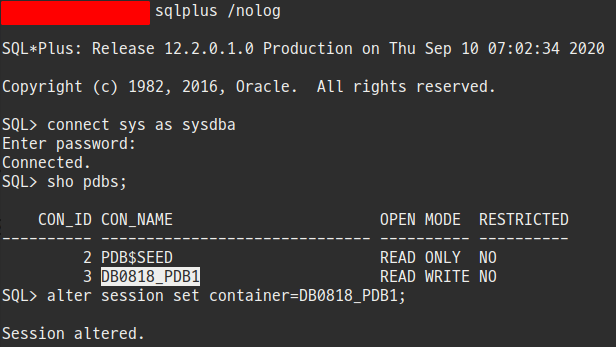 sqlplus /nolog
SQL*Plus: Release 12.2.0.1.0 Production on Thu Sep 10 07:02:34 2020
Copyright (c) 1982, 2016, Oracle.  All rights reserved.
SQL> connect sys as sysdba
Enter password:
Connected.
SQL> sho pdbs;
    CON_ID CON_NAME                       OPEN MODE  RESTRICTED
---------- ------------------------------ ---------- ----------
         2 PDB$SEED                       READ ONLY  NO
         3 DB0818_PDB1                    READ WRITE NO
SQL> alter session set container=DB0818_PDB1;
Session altered.